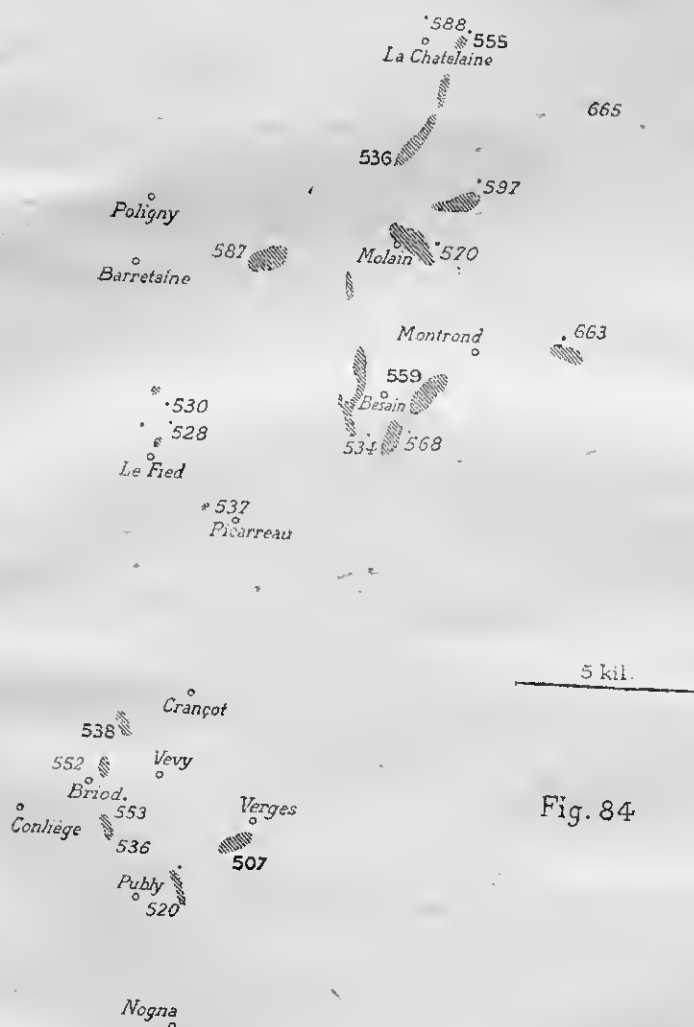 588
555
La Chatelaine
665
536
597
Poligny
587
Molain
570
Barretaine
Montrond
663
559
Besain
530
528
534
568
Le Fied
537
Picarreau
5 kil.
Crançot
538
552
Vevy
Briod.
553
Verges
Conliège
536
507
Fig. 84
Publy
520
Nogna